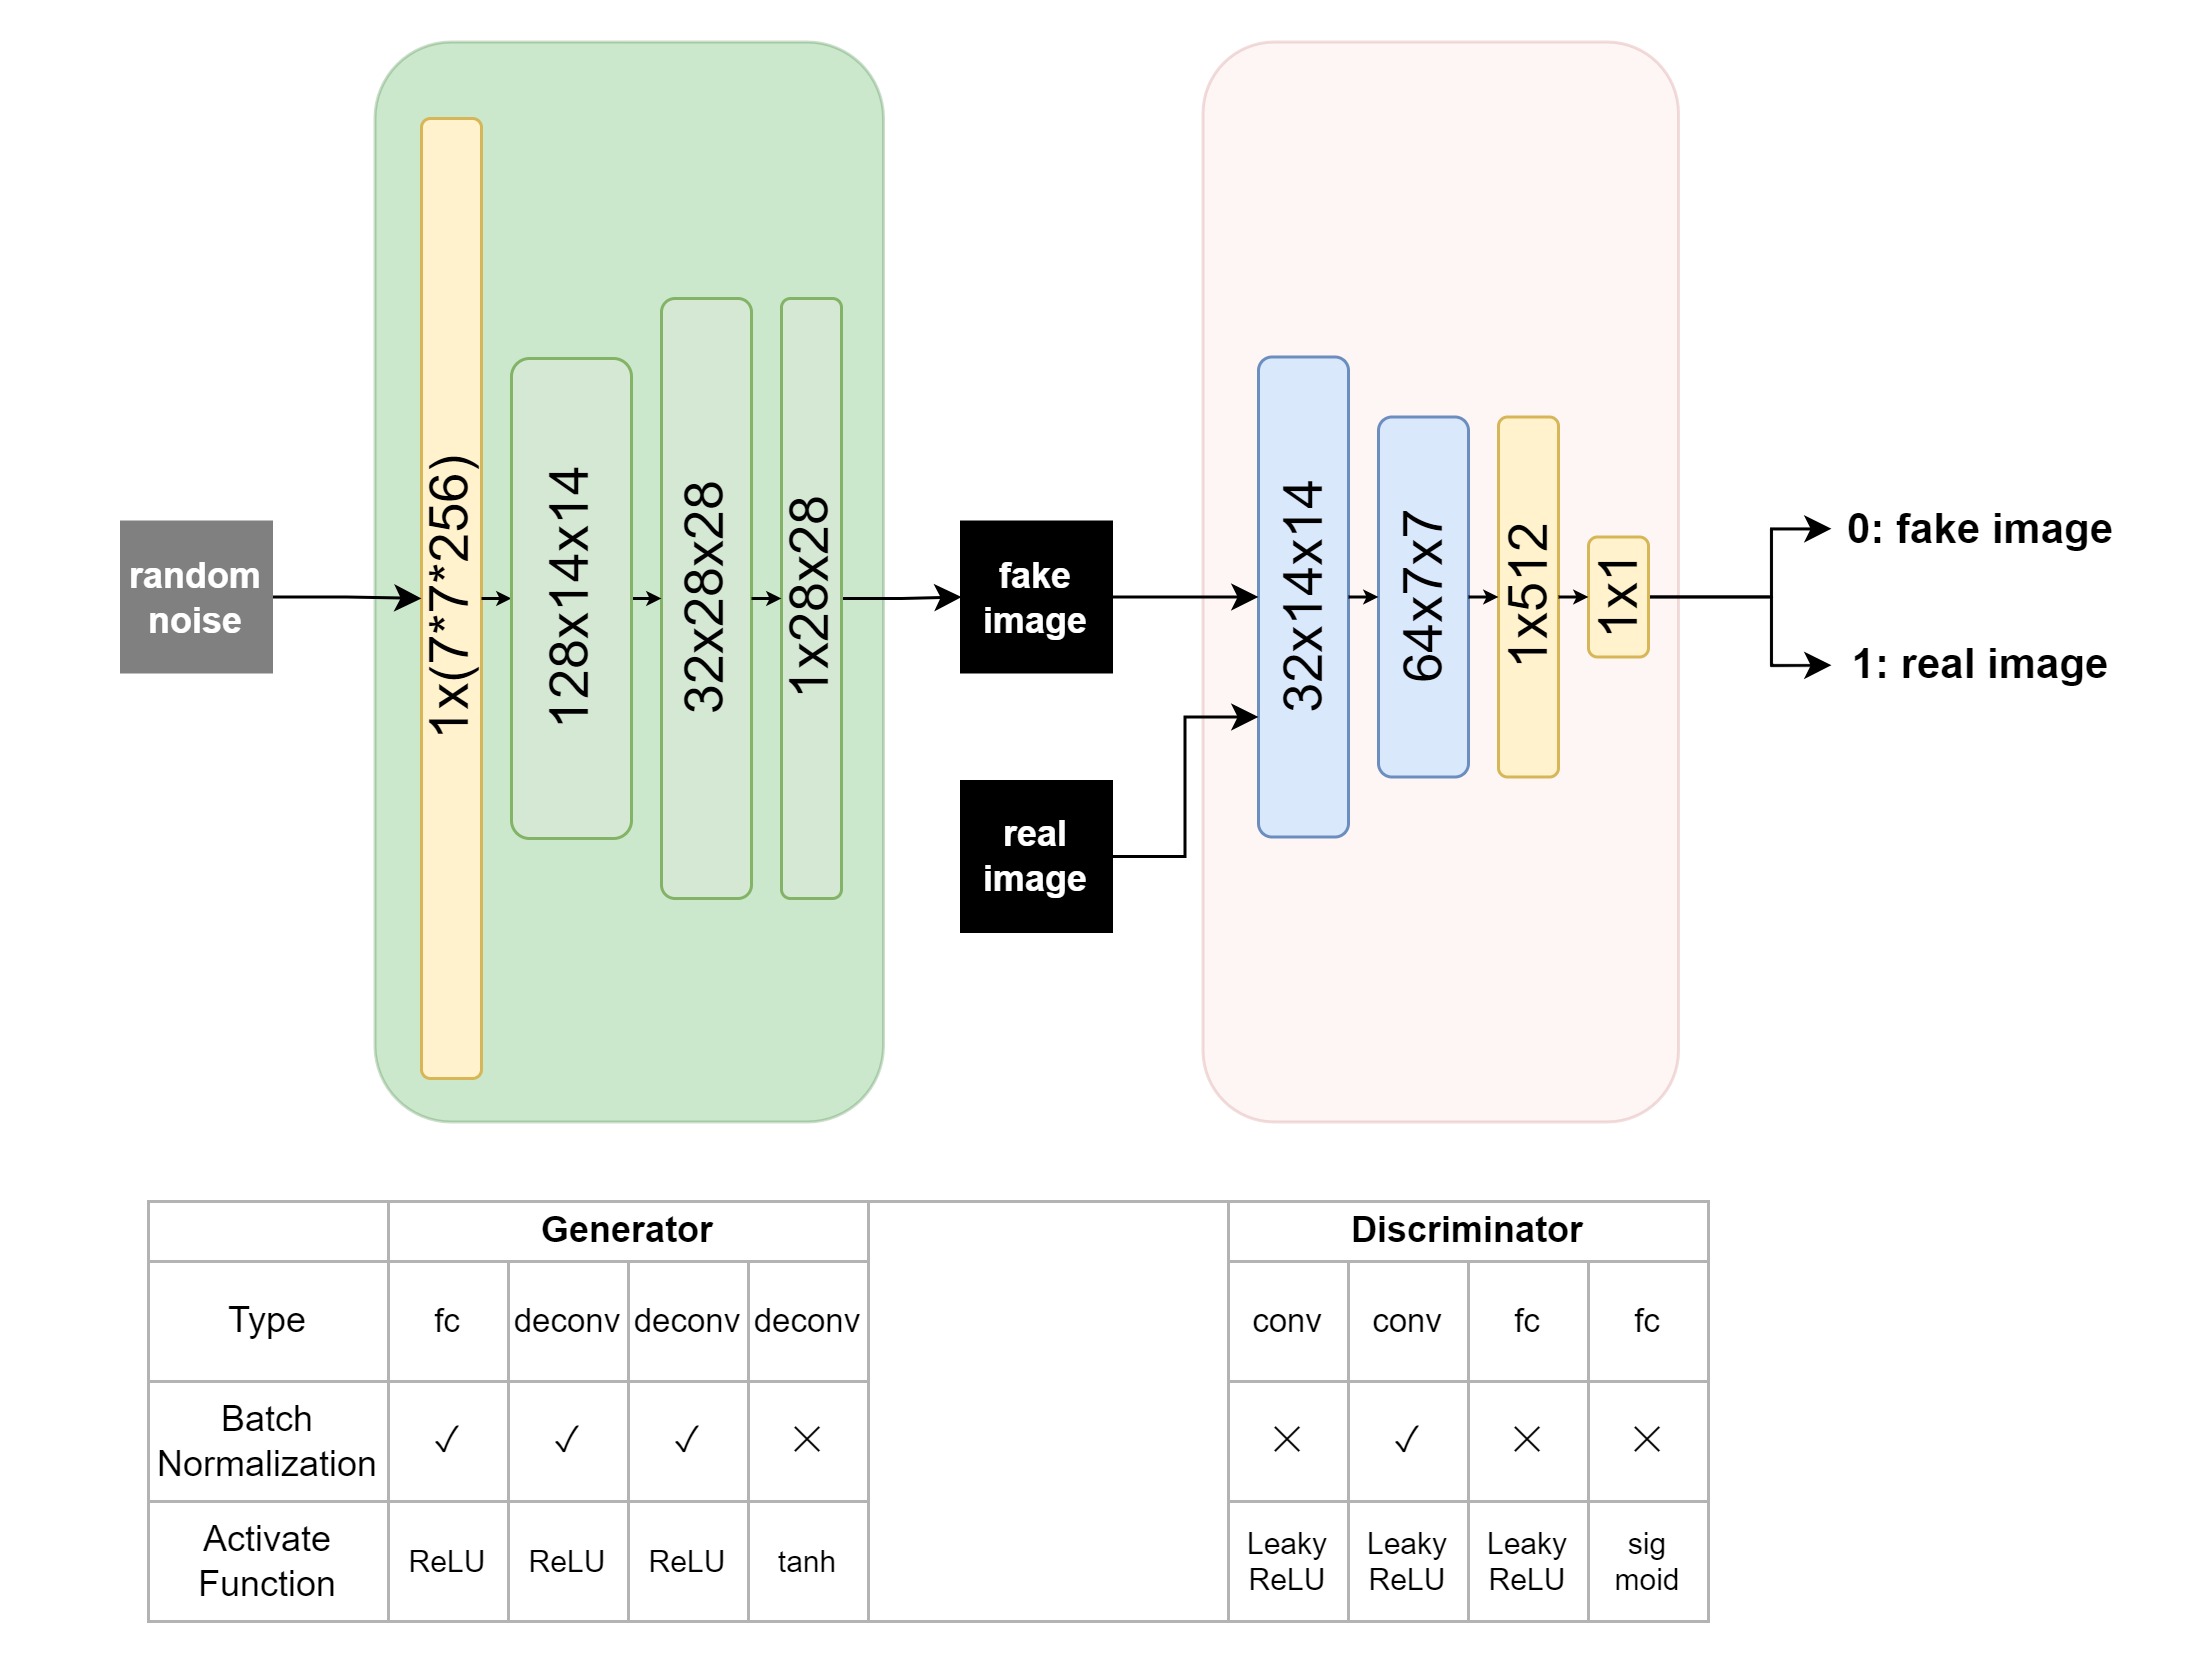 random
noise
1x(7*7*256)
128x14x14
32x28x28
1x28x28
fake
image
real
image
32x14x14
64x7x7
1x512
1x1
0: fake image
1: real image
Generator
Discriminator
Type
fc
deconv
deconv
deconv
conv
conv
fc
fc
Batch
Normalization
✓
✓
✓
×
×
✓
×
×
Activate
Function
ReLU
ReLU
ReLU
tanh
Leaky
ReLU
Leaky
ReLU
Leaky
ReLU
sig
moid